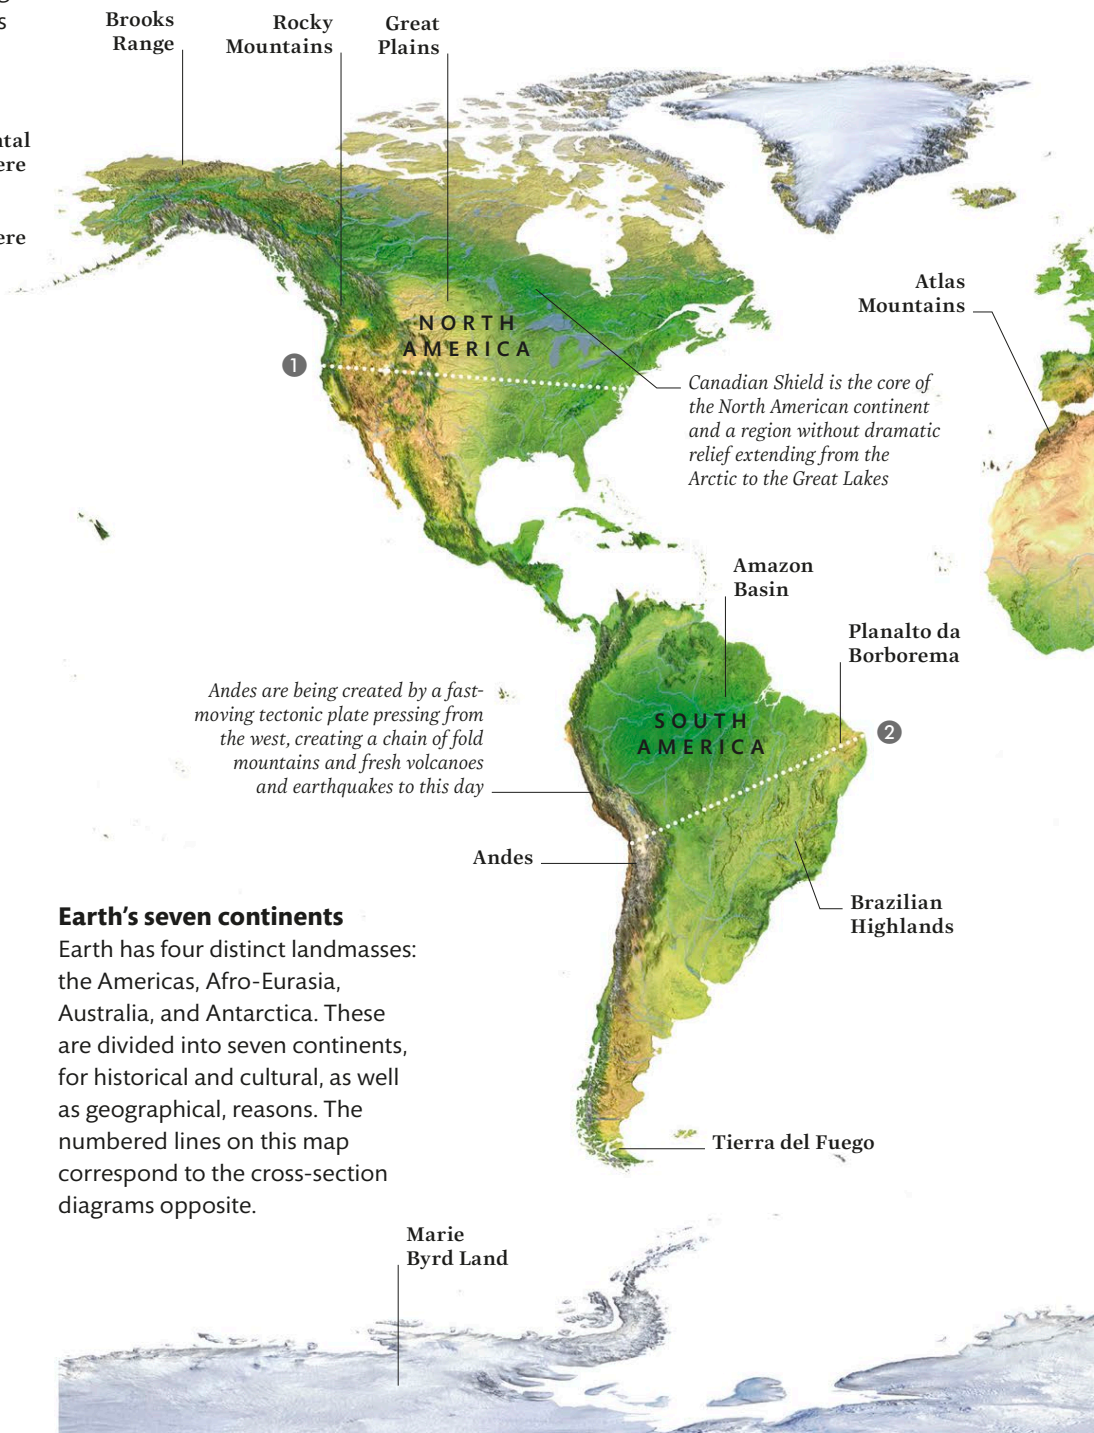 Brooks
Range
Rocky
Mountains
Great
Plains
NORTH
AMERICA
1
Atlas
Mountains
Canadian Shield is the core of
the North American continent
and a region without dramatic
relief extending from the
Arctic to the Great Lakes
Amazon
Basin
Planalto da
Borborema
Andes are being created by a fast-
moving tectonic plate pressing from
the west, creating a chain of fold
mountains and fresh volcanoes
and earthquakes to this day
SOUTH
AMERICA
2
Andes
Brazilian
Highlands
Earth’s seven continents
Earth has four distinct landmasses:
the Americas, Afro-Eurasia,
Australia, and Antarctica. These
are divided into seven continents,
for historical and cultural, as well
as geographical, reasons. The
numbered lines on this map
correspond to the cross-section
diagrams opposite.
Tierra del Fuego
Marie
Byrd Land